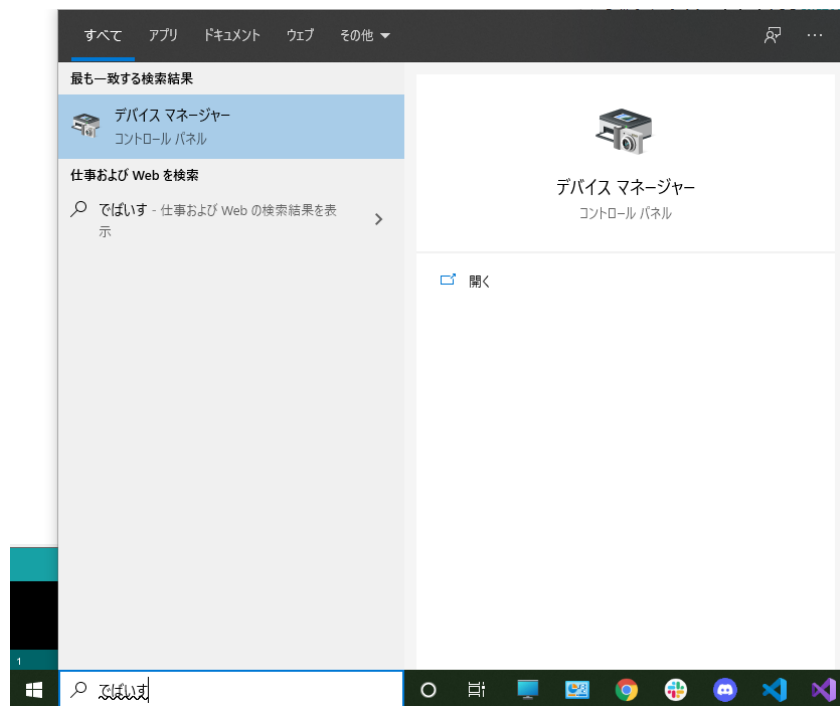 すべて アプリ ドキュメント ウェブ その他
最も一致する検索結果
デバイス マネージャー
コントロール パネル
仕事および Web を検索
でばいす - 仕事および Web の検索結果を表
示
デバイス マネージャー
コントロール パネル
開く
1
でばいす